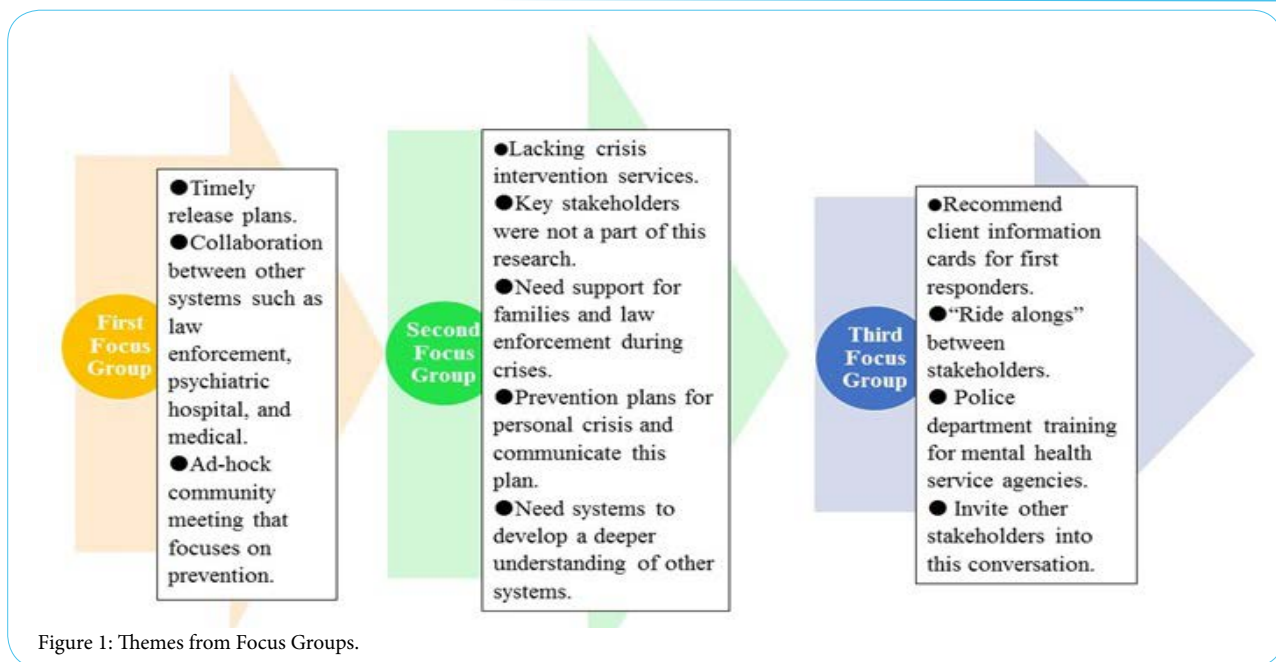 First
Focus
Group
●Timely
release plans.
●Collaboration
between other
systems such as
law
enforcement,
psychiatric
hospital, and
medical.
●Ad-hock
community
meeting that
focuses on
prevention.
Second
Focus
Group
●Lacking crisis
intervention services.
●Key stakeholders
were not a part of this
research.
●Need support for
families and law
enforcement during
crises.
●Prevention plans for
personal crisis and
communicate this
plan.
●Need systems to
develop a deeper
understanding of other
systems.
Third
Focus
Group
●Recommend
client information
cards for first
responders.
●“Ride alongs”
between
stakeholders.
● Police
department training
for mental health
service agencies.
● Invite other
stakeholders into
this conversation.
Figure 1: Themes from Focus Groups.